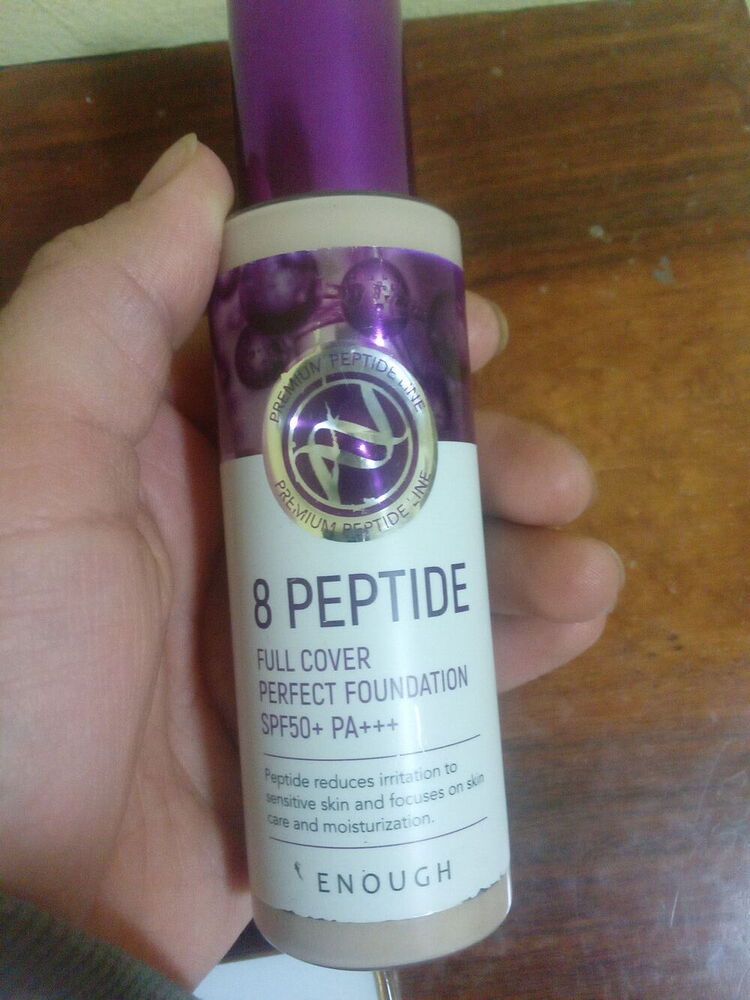 PREMIUM PEPTIDE LINE
PREMIUM PEPTIDE LINE
8 PEPTIDE
FULL COVER
PERFECT FOUNDATION
SPF50+ PA+++
Peptide reduces irritation to
sensitive skin and focuses on skin
care and moisturization.
ENOUGH